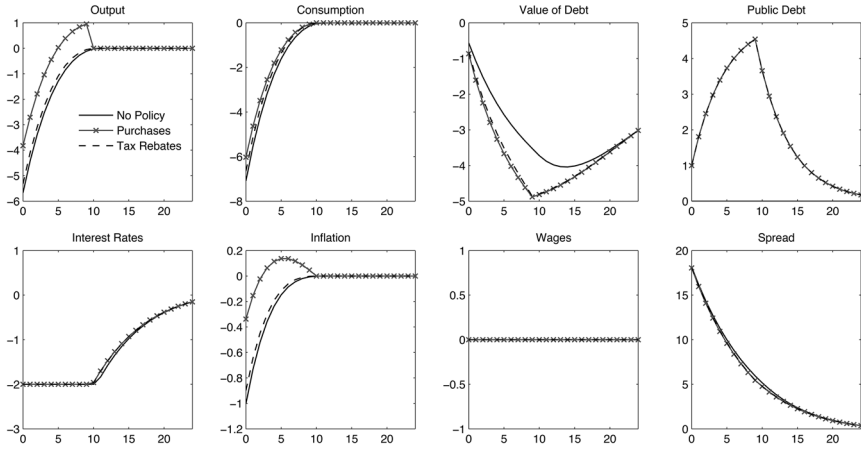 Output Consumption Value of Debt Public Debt
1 0 0 5
0 -1 4
-1 -2 -2 3
-2 No Policy -4 -3 2
-3 Purchases
-4 Tax Rebates -6 -4 1
-5
-6 -8 -5 0
0 5 10 15 20 0 5 10 15 20 0 5 10 15 20 0 5 10 15 20
Interest Rates Inflation Wages Spread
1 0.2 1 20
0 0 0.5 15
-0.2
-1 -0.4 0 10
-0.6
-2 -0.8 -0.5 5
-1
-3 -1.2 -1 0
0 5 10 15 20 0 5 10 15 20 0 5 10 15 20 0 5 10 15 20